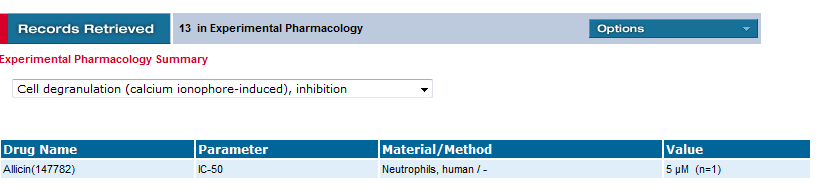 Records Retrieved 13 in Experimental Pharmacology Options
Experimental Pharmacology Summary
Cell degranulation (calcium ionophore-induced), inhibition
Drug Name Parameter Material/Method Value
Allicin(147782) IC-50 Neutrophils, human / - 5 µM (n=1)